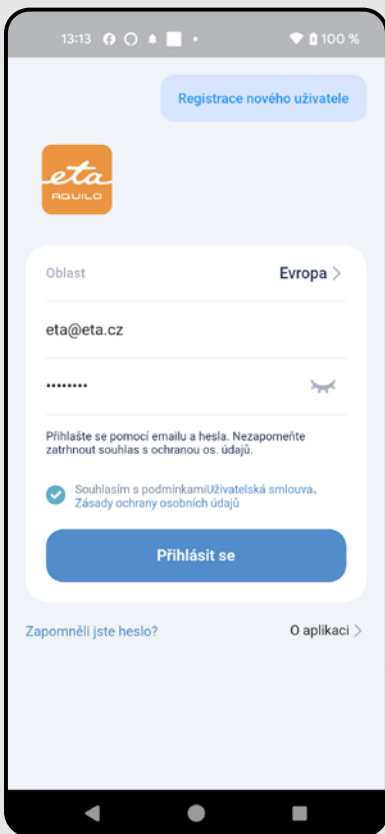 13:13 100 %
Registrace nového uživatele
eta
AQUILO
Oblast Evropa
eta@eta.cz
••••••••
Přihlašte se pomocí emailu a hesla. Nezapomeňte
zatrhnout souhlas s ochranou os. údajů.
Souhlasím s podmínkamiUživatelská smlouva、
Zásady ochrany osobních údajů
Přihlásit se
Zapomněli jste heslo? O aplikaci